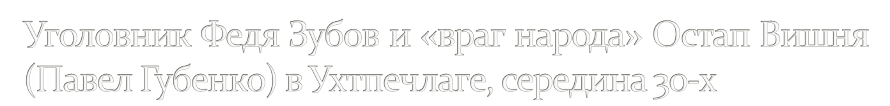 Уголовник Федя Зубов и «враг народа» Остап Вишня
(Павел Губенко) в Ухтпечлаге, середина 30-х